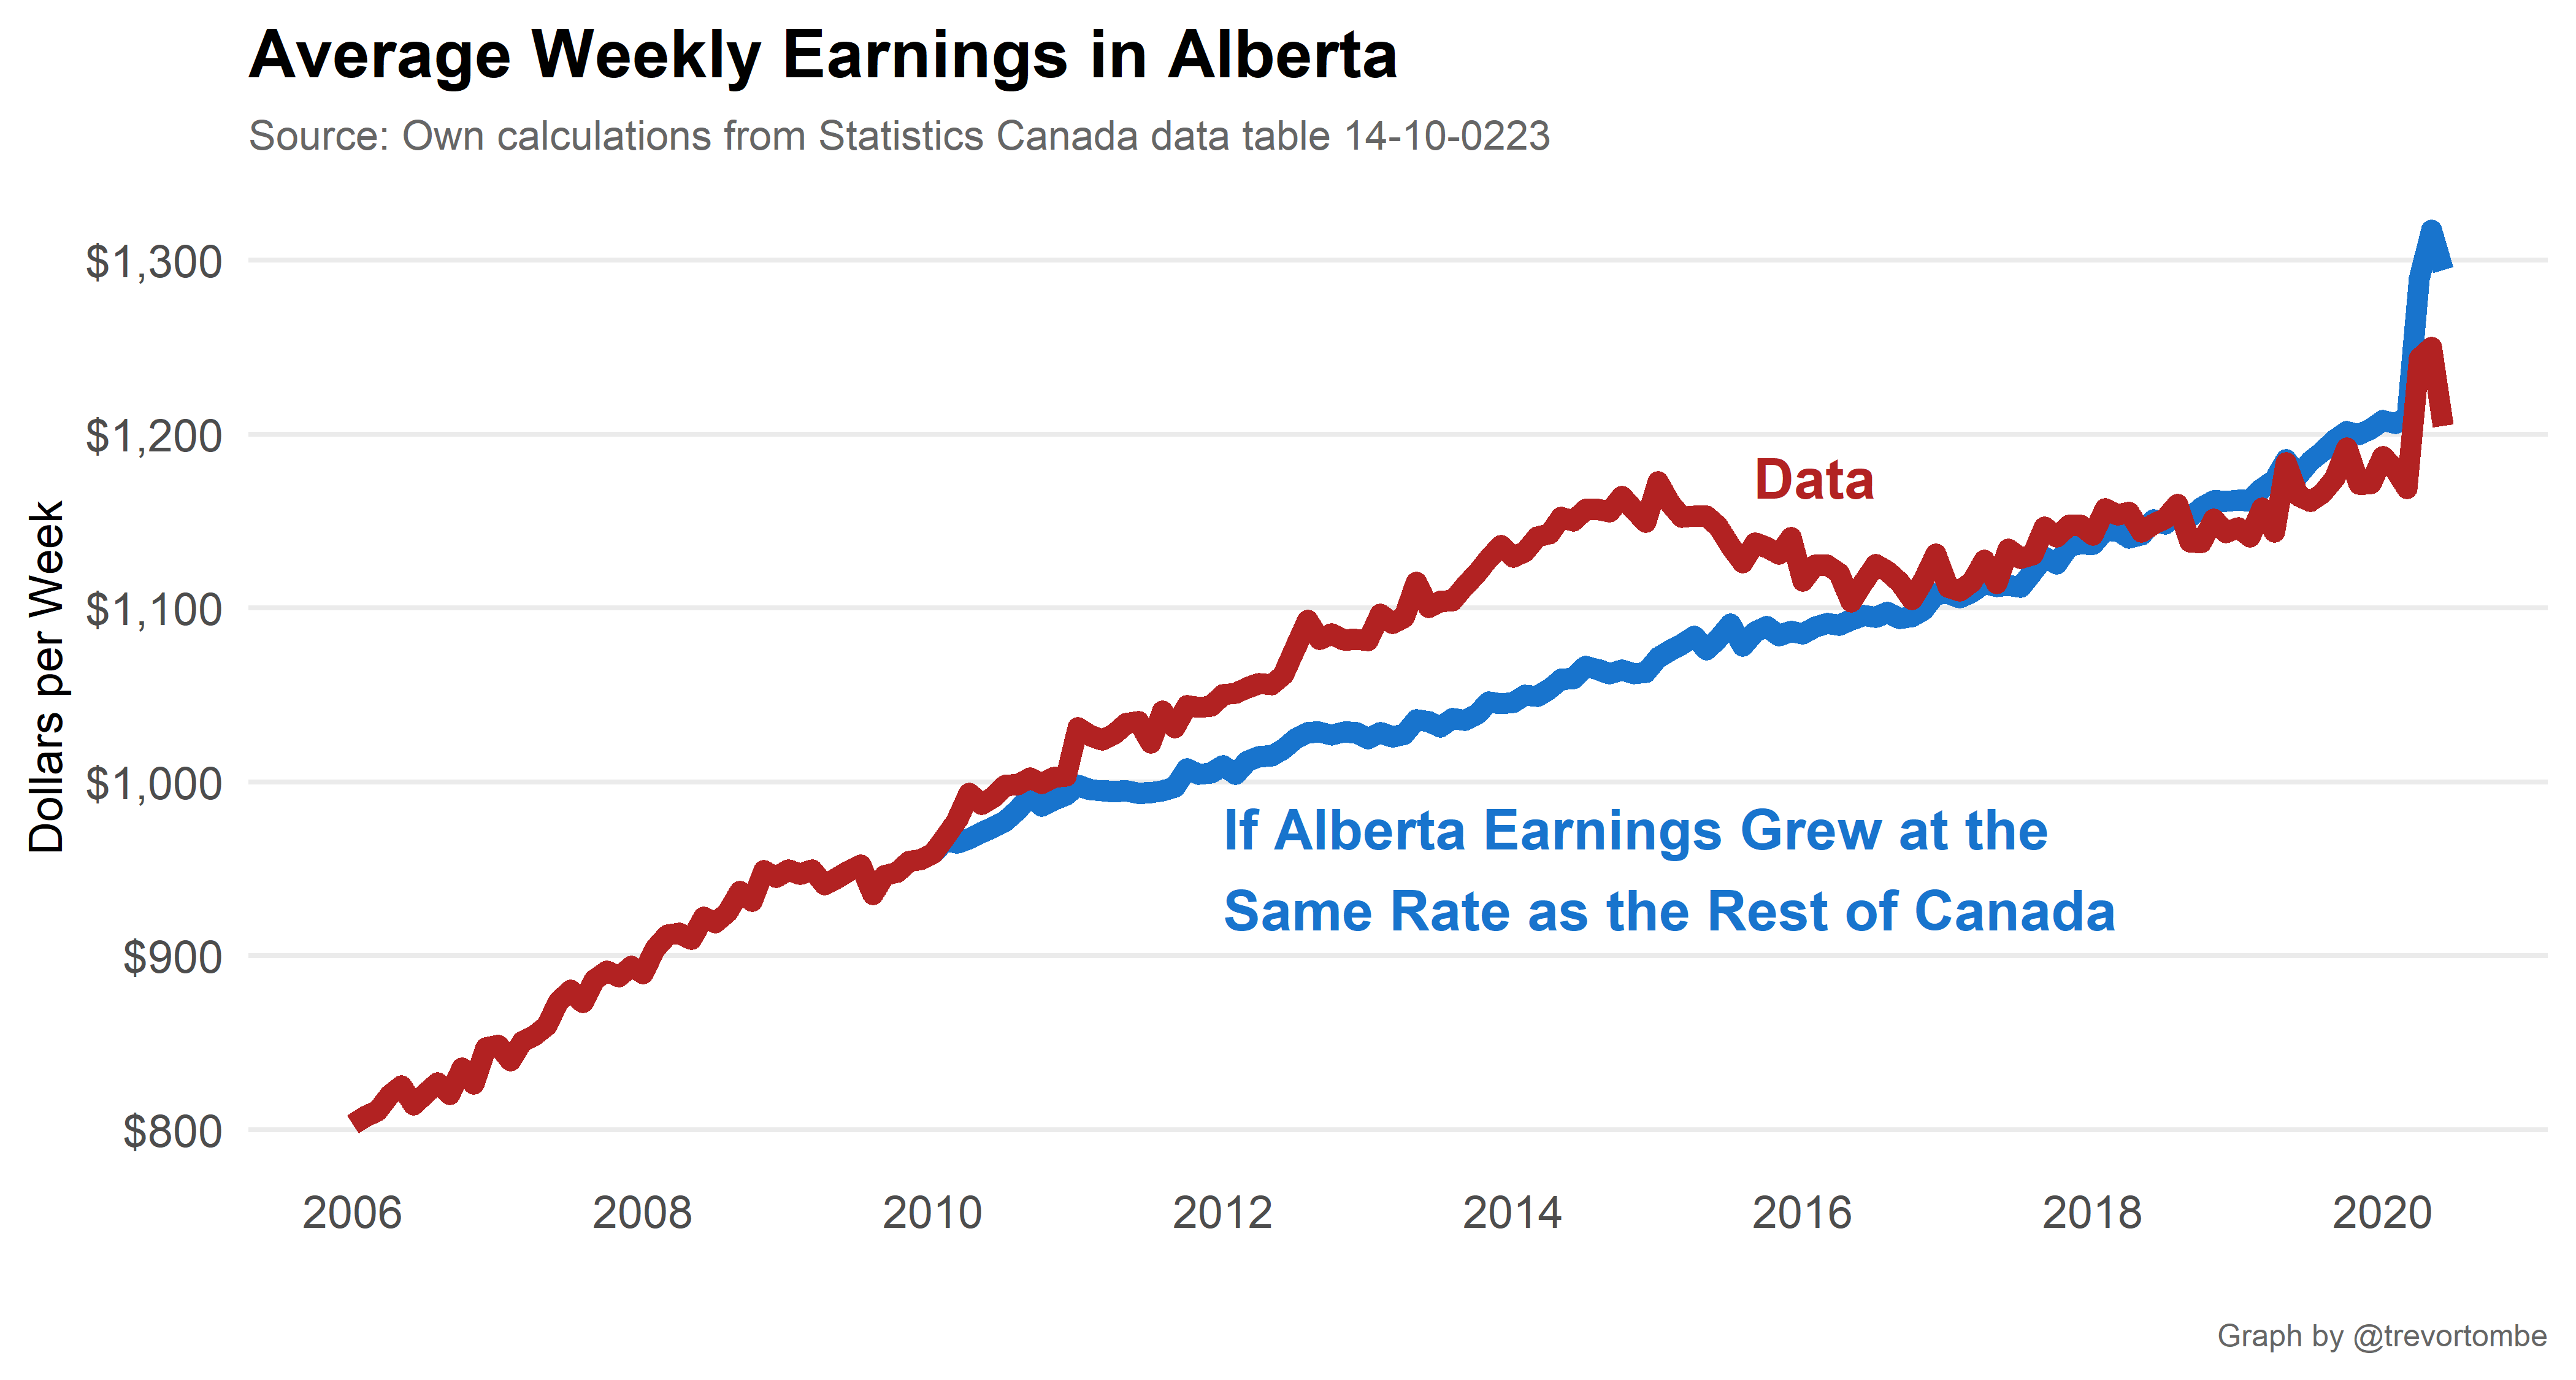 Average Weekly Earnings in Alberta
Source: Own calculations from Statistics Canada data table 14-10-0223
Dollars per Week
$1,300
$1,200
$1,100
$1,000
$900
$800
Data
If Alberta Earnings Grew at the
Same Rate as the Rest of Canada
2006 2008 2010 2012 2014 2016 2018 2020
Graph by @trevortombe